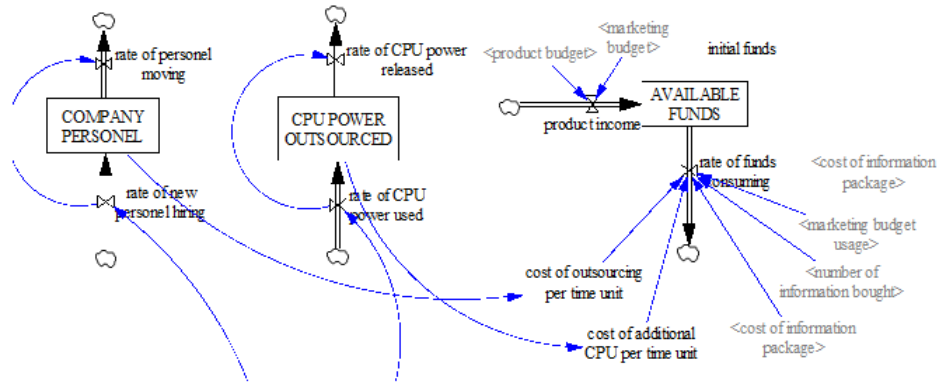 rate of personel
moving
COMPANY
PERSONEL
rate of new
personel hiring
rate of CPU power
released
CPU POWER
OUTSOURCED
rate of CPU
power used
<product budget>
<marketing
budget>
initial funds
product income
AVAILABLE
FUNDS
rate of funds
consuming
<cost of information
package>
<marketing budget
usage>
<number of
information bought>
<cost of information
package>
cost of outsourcing
per time unit
cost of additional
CPU per time unit